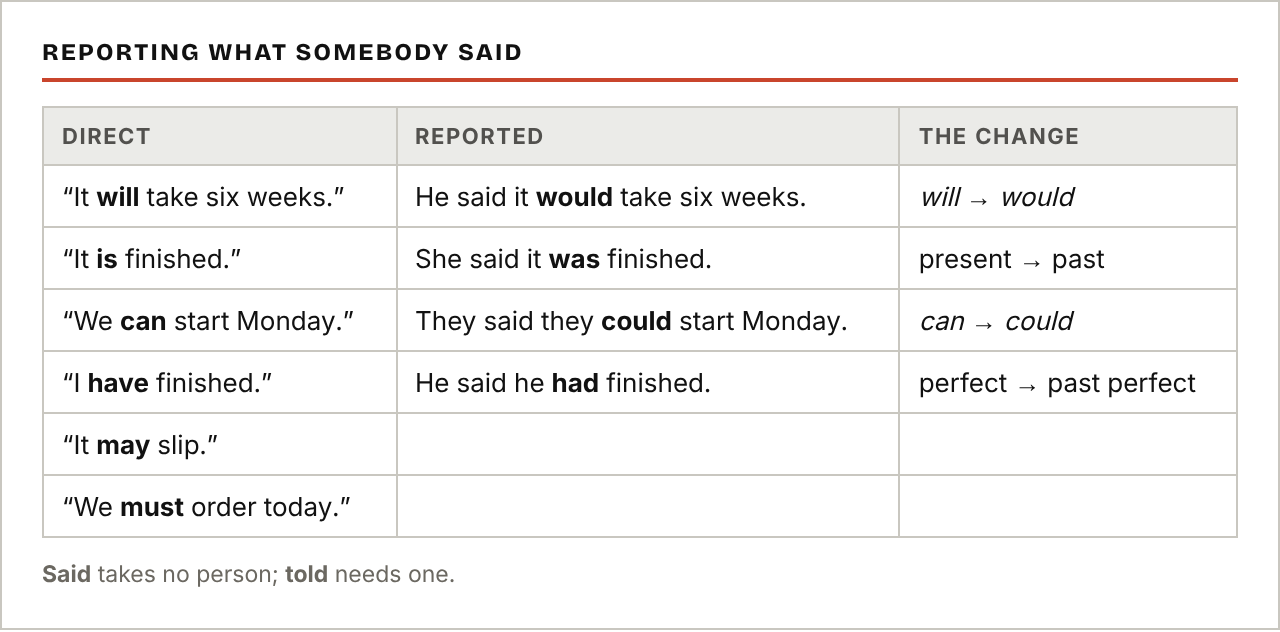 REPORTING WHAT SOMEBODY SAID
DIRECT REPORTED THE CHANGE
“It will take six weeks.” He said it would take six weeks. will → would
“It is finished.” She said it was finished. present → past
“We can start Monday.” They said they could start Monday. can → could
“I have finished.” He said he had finished. perfect → past perfect
“It may slip.”
“We must order today.”
Said takes no person; told needs one.